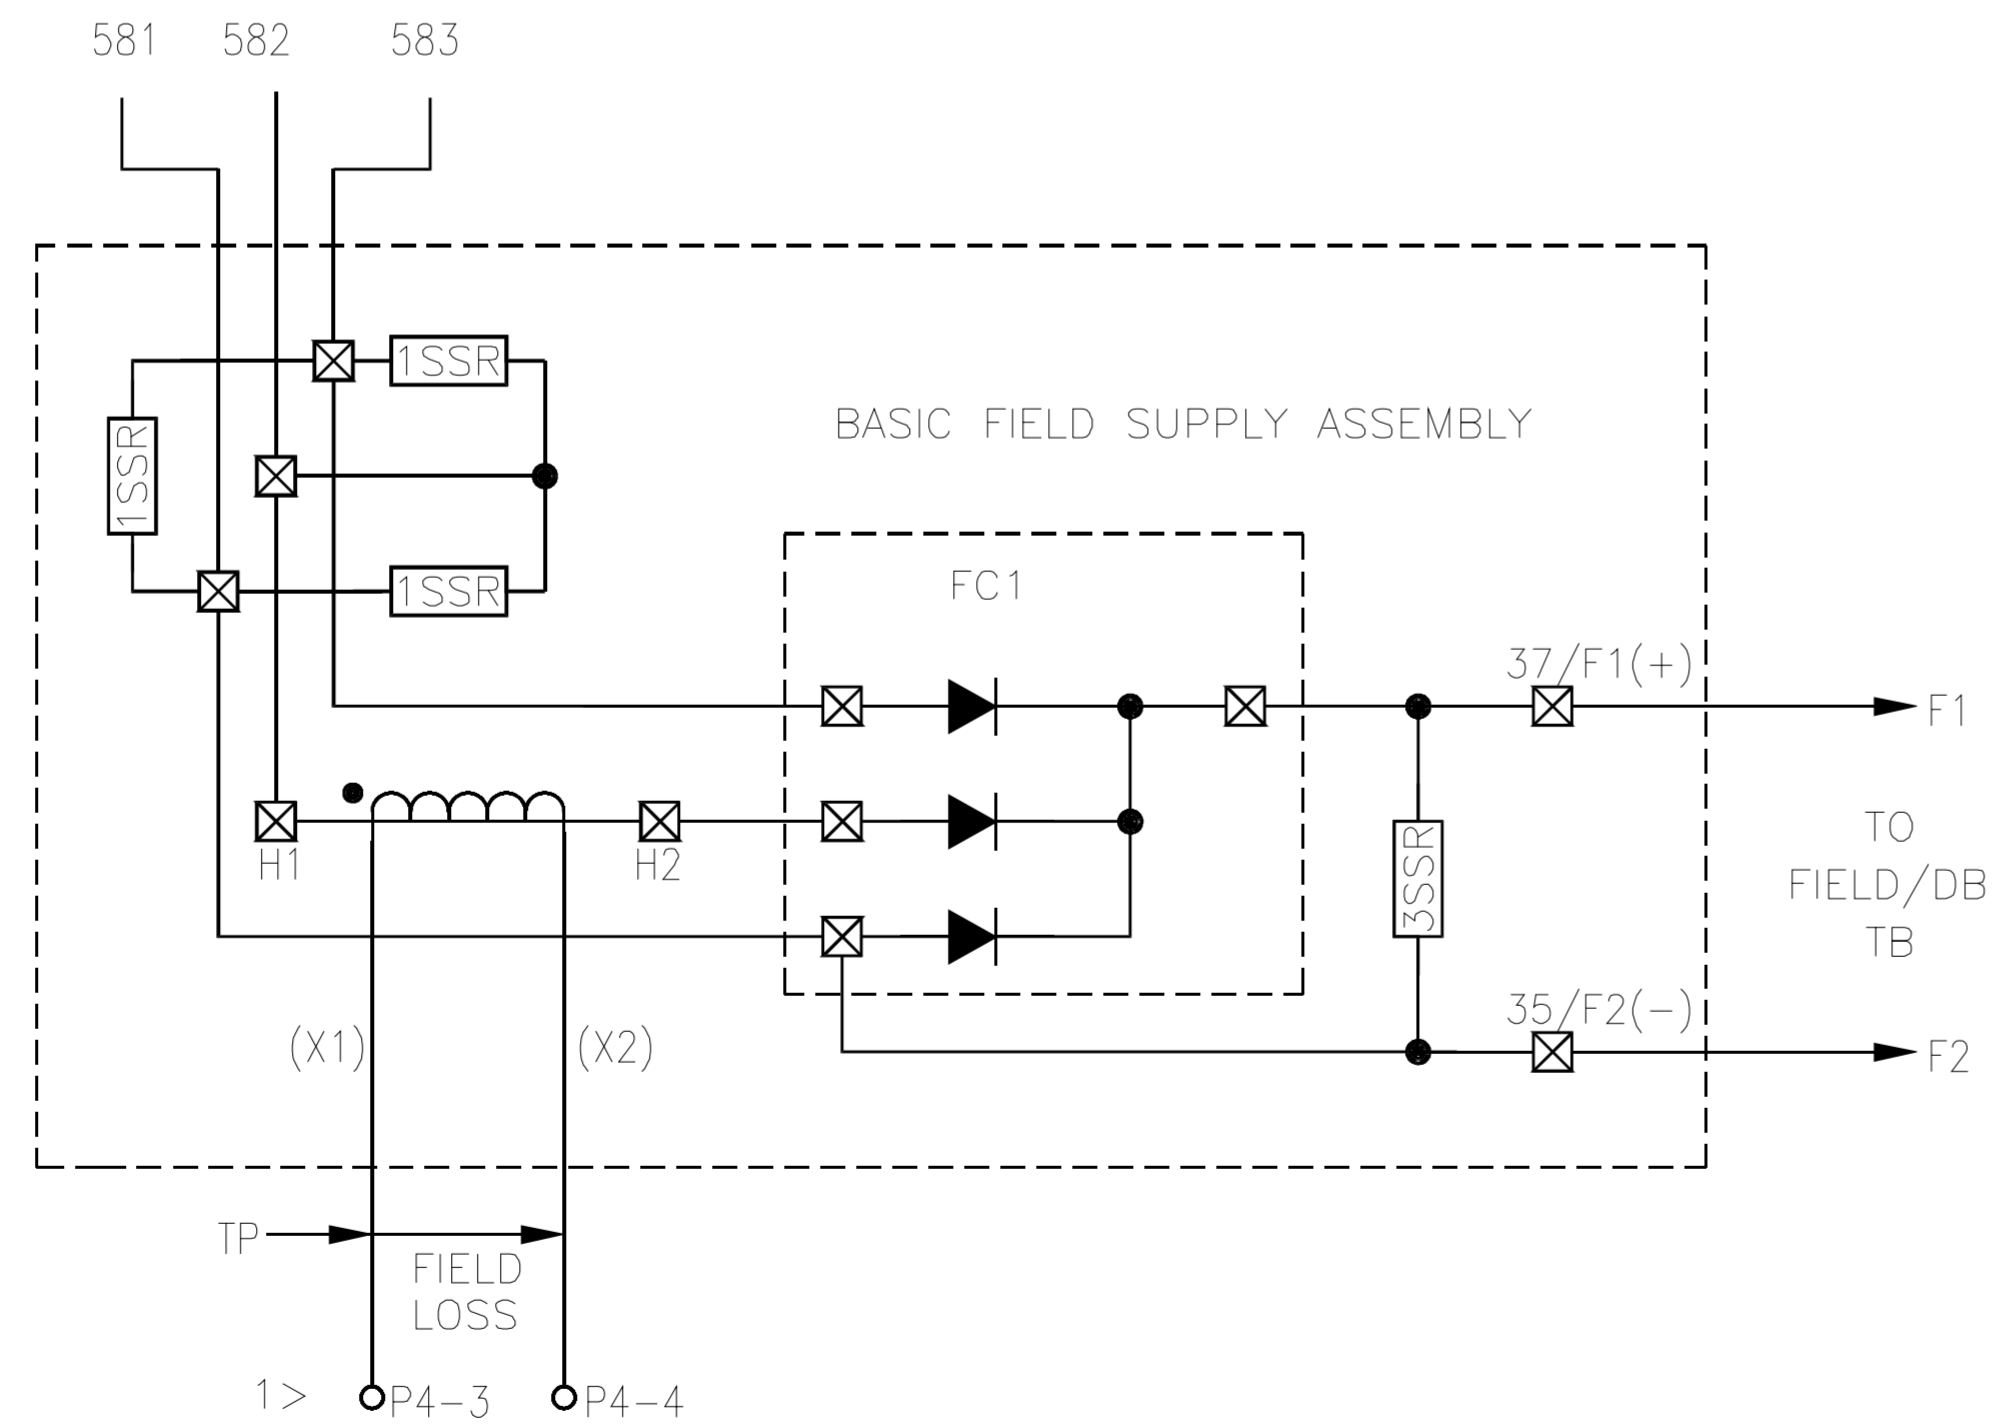 581 582 583
1SSR
BASIC FIELD SUPPLY ASSEMBLY
1SSR
1SSR
FC1
37/F1(+)
F1
H1 H2
3SSR
TO
FIELD/DB
TB
35/F2(-)
(X1) (X2)
F2
TP
FIELD
LOSS
1> P4-3 P4-4